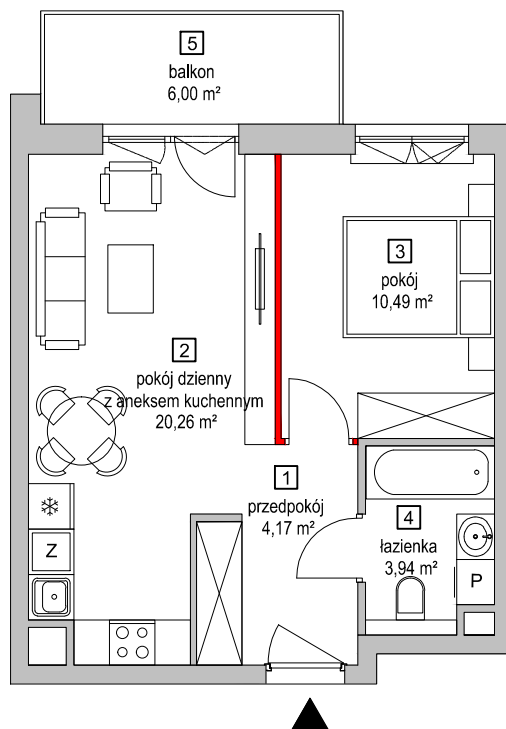 5
balkon
6,00 m²
3
pokój
10,49 m²
2
pokój dzienny
z aneksem kuchennym
20,26 m²
1
przedpokój
4,17 m²
4
łazienka
3,94 m²
Z
P